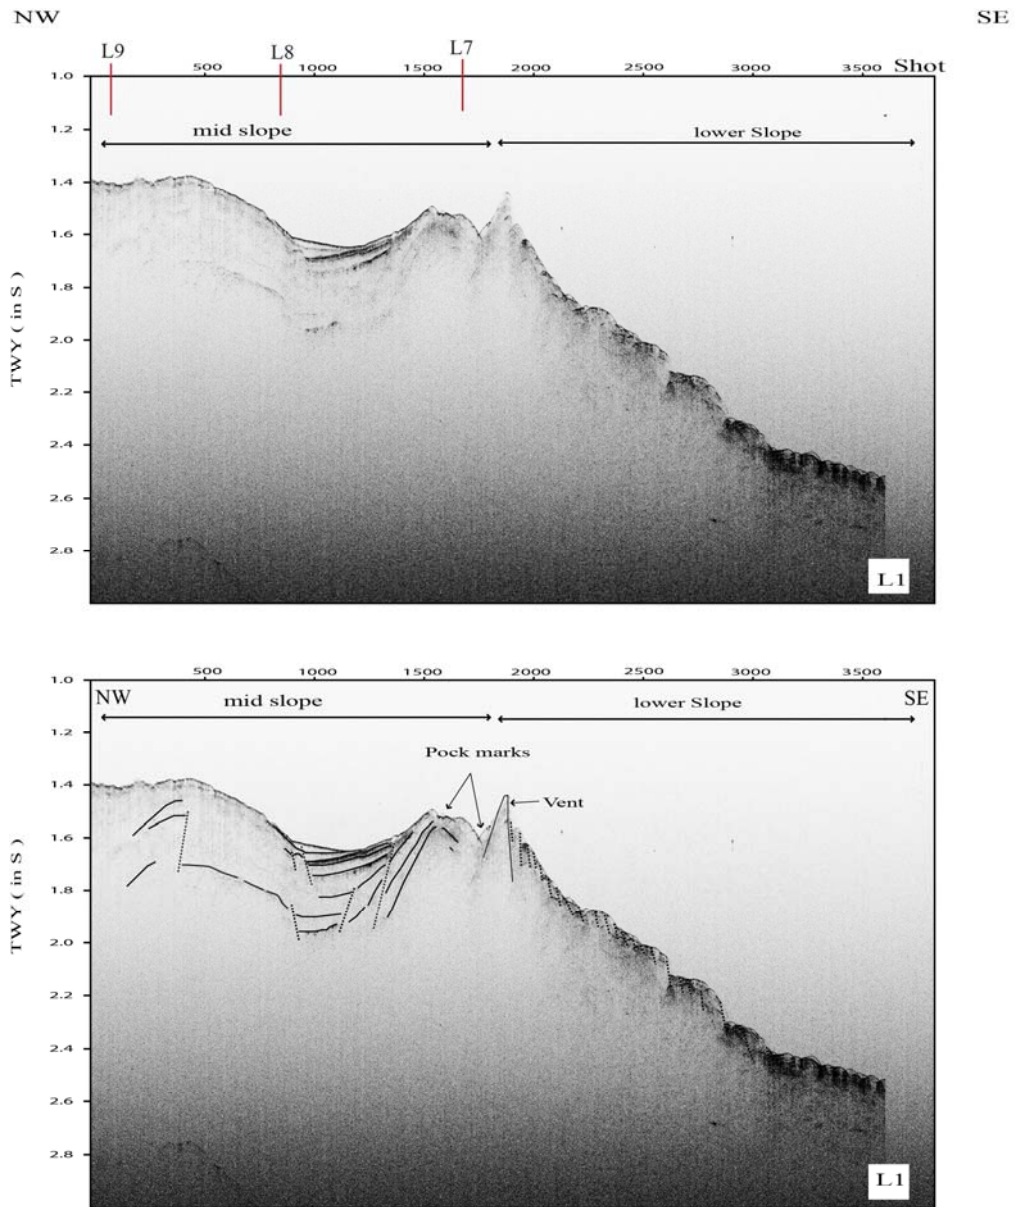 NW SE
L9 L8 L7
500 1000 1500 2000 2500 3000 3500 Shot
1.0
1.2
mid slope lower Slope
1.4
1.6
1.8
2.0
2.2
2.4
2.6
2.8
TWY ( in S )
L1
500 1000 1500 2000 2500 3000 3500
1.0
NW SE
mid slope lower Slope
1.2
Pock marks
1.4
Vent
1.6
1.8
2.0
2.2
2.4
2.6
2.8
TWY ( in S )
L1